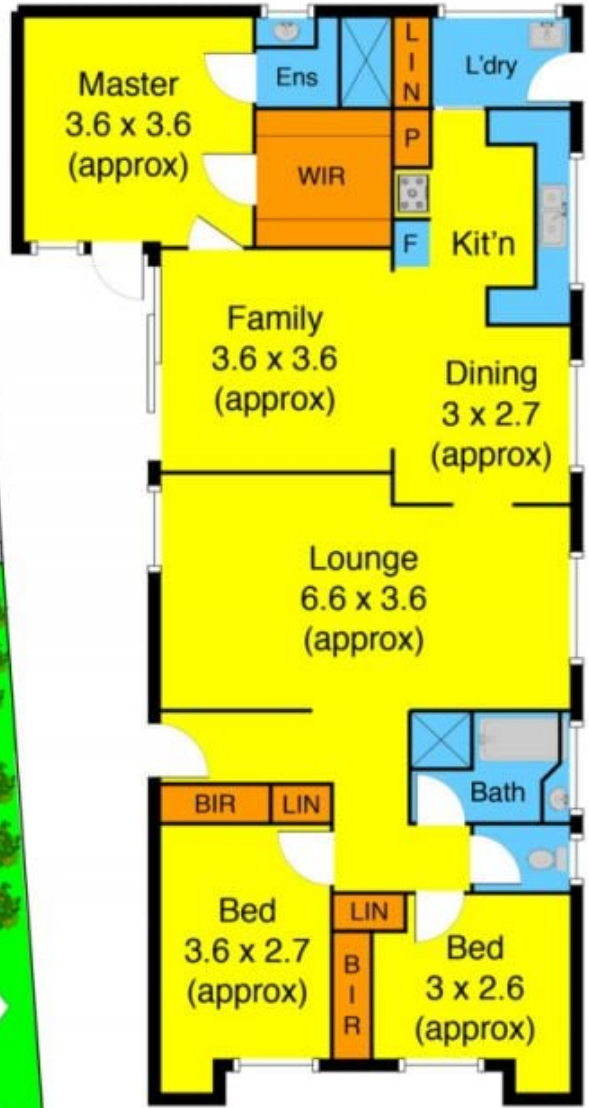 Master
3.6 x 3.6
(approx)
Ens
LIN
L'dry
P
WIR
F
Kit'n
Family
3.6 x 3.6
(approx)
Dining
3 x 2.7
(approx)
Lounge
6.6 x 3.6
(approx)
BIR
LIN
Bath
Bed
3.6 x 2.7
(approx)
LIN
BIR
Bed
3 x 2.6
(approx)